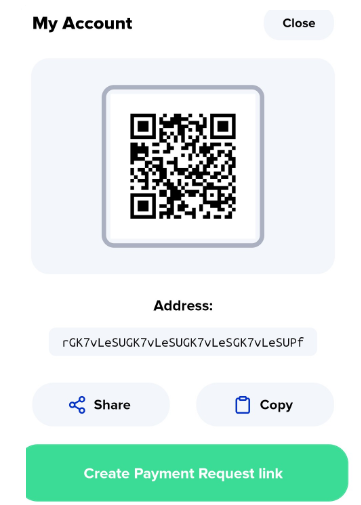 My Account
Close
Address:
rGK7vLeSUGK7vLeSUGK7vLeSGK7vLeSUPf
Share
Copy
Create Payment Request link